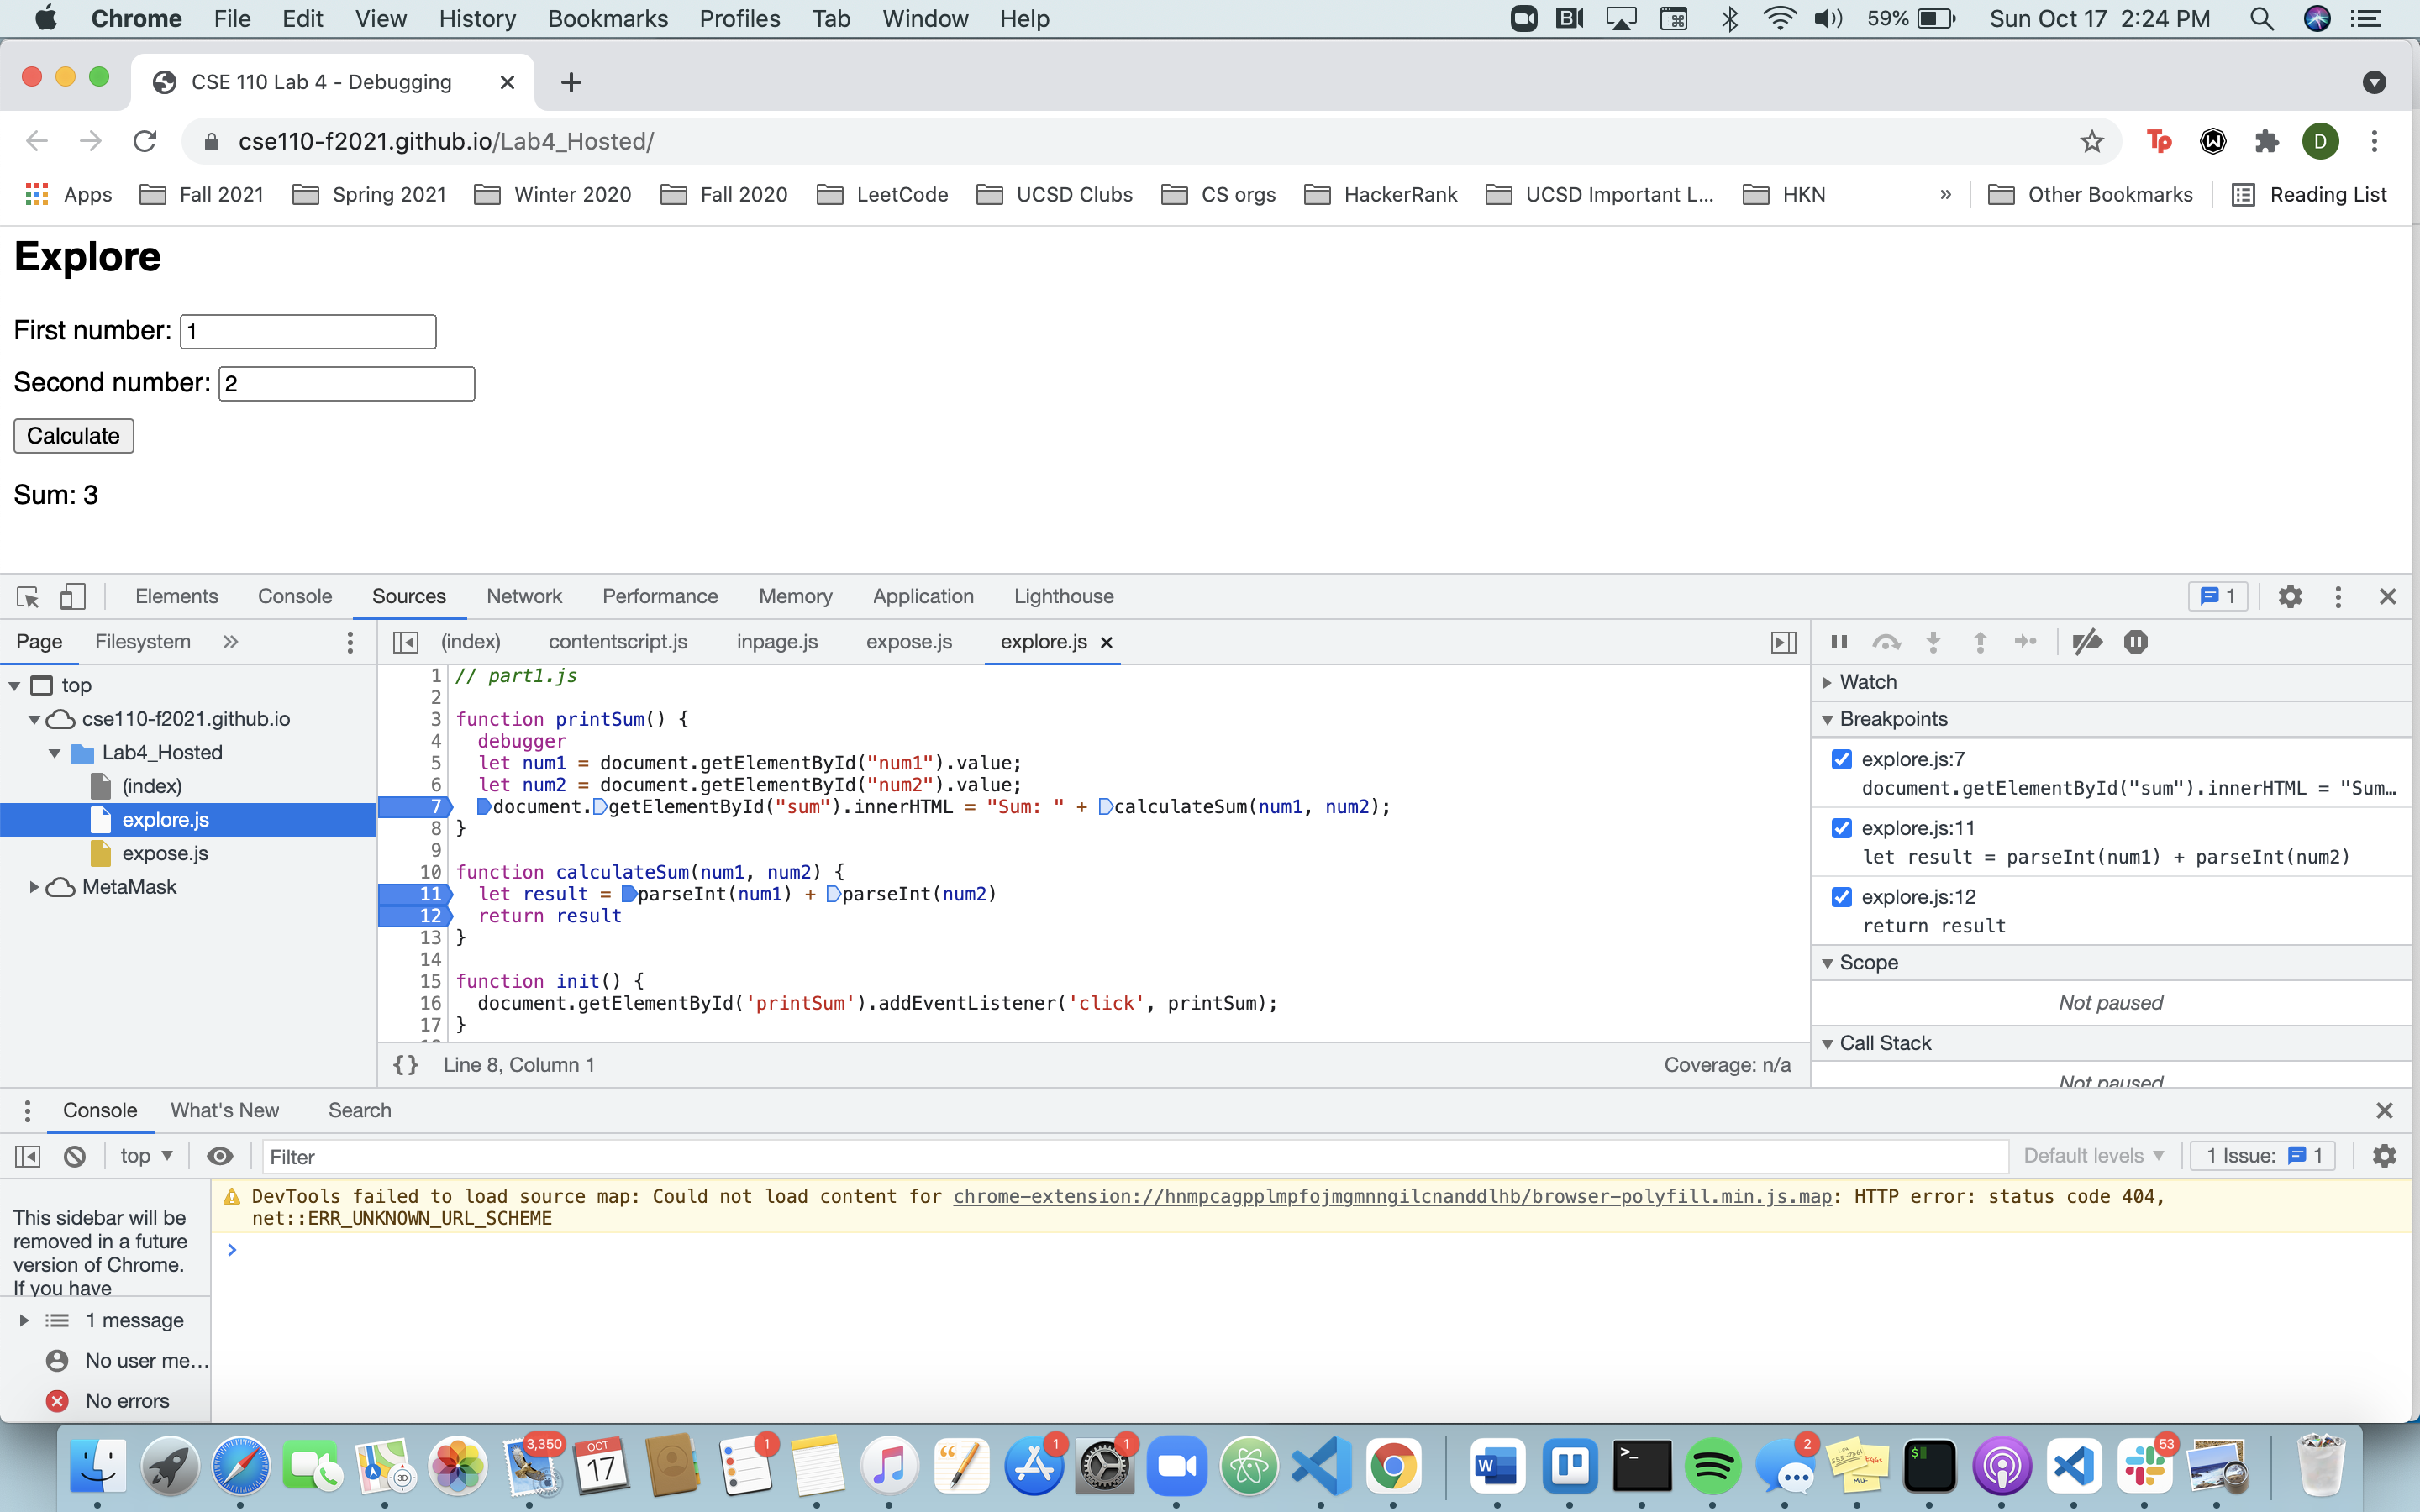 Chrome File Edit View History Bookmarks Profiles Tab Window Help 59% Sun Oct 17 2:24 PM
CSE 110 Lab 4 - Debugging
cse110-f2021.github.io/Lab4_Hosted/ Tp W D
Apps Fall 2021 Spring 2021 Winter 2020 Fall 2020 LeetCode UCSD Clubs CS orgs HackerRank UCSD Important L... HKN » Other Bookmarks Reading List
Explore
First number: 1
Second number: 2
Calculate
Sum: 3
Elements Console Sources Network Performance Memory Application Lighthouse 1
Page Filesystem » (index) contentscript.js inpage.js expose.js explore.js
top
cse110-f2021.github.io
Lab4_Hosted
(index)
explore.js
expose.js
MetaMask
1 // part1.js
2
3 function printSum() {
4 debugger
5 let num1 = document.getElementById("num1").value;
6 let num2 = document.getElementById("num2").value;
7 document.getElementById("sum").innerHTML = "Sum: " + calculateSum(num1, num2);
8 }
9
10 function calculateSum(num1, num2) {
11 let result = parseInt(num1) + parseInt(num2)
12 return result
13 }
14
15 function init() {
16 document.getElementById('printSum').addEventListener('click', printSum);
17 }
{} Line 8, Column 1 Coverage: n/a
Watch
Breakpoints
explore.js:7
document.getElementById("sum").innerHTML = "Sum…
explore.js:11
let result = parseInt(num1) + parseInt(num2)
explore.js:12
return result
Scope
Not paused
Call Stack
Not paused
Console What's New Search
top Filter Default levels 1 Issue: 1
This sidebar will be
removed in a future
version of Chrome.
If you have
1 message
No user me...
No errors
DevTools failed to load source map: Could not load content for chrome-extension://hnmpcagpplmpfojmgmnngilcnanddlhb/browser-polyfill.min.js.map: HTTP error: status code 404,
net::ERR_UNKNOWN_URL_SCHEME
>
3D 3,350 OCT 17 1 1 1 W >_ 2 $ 53